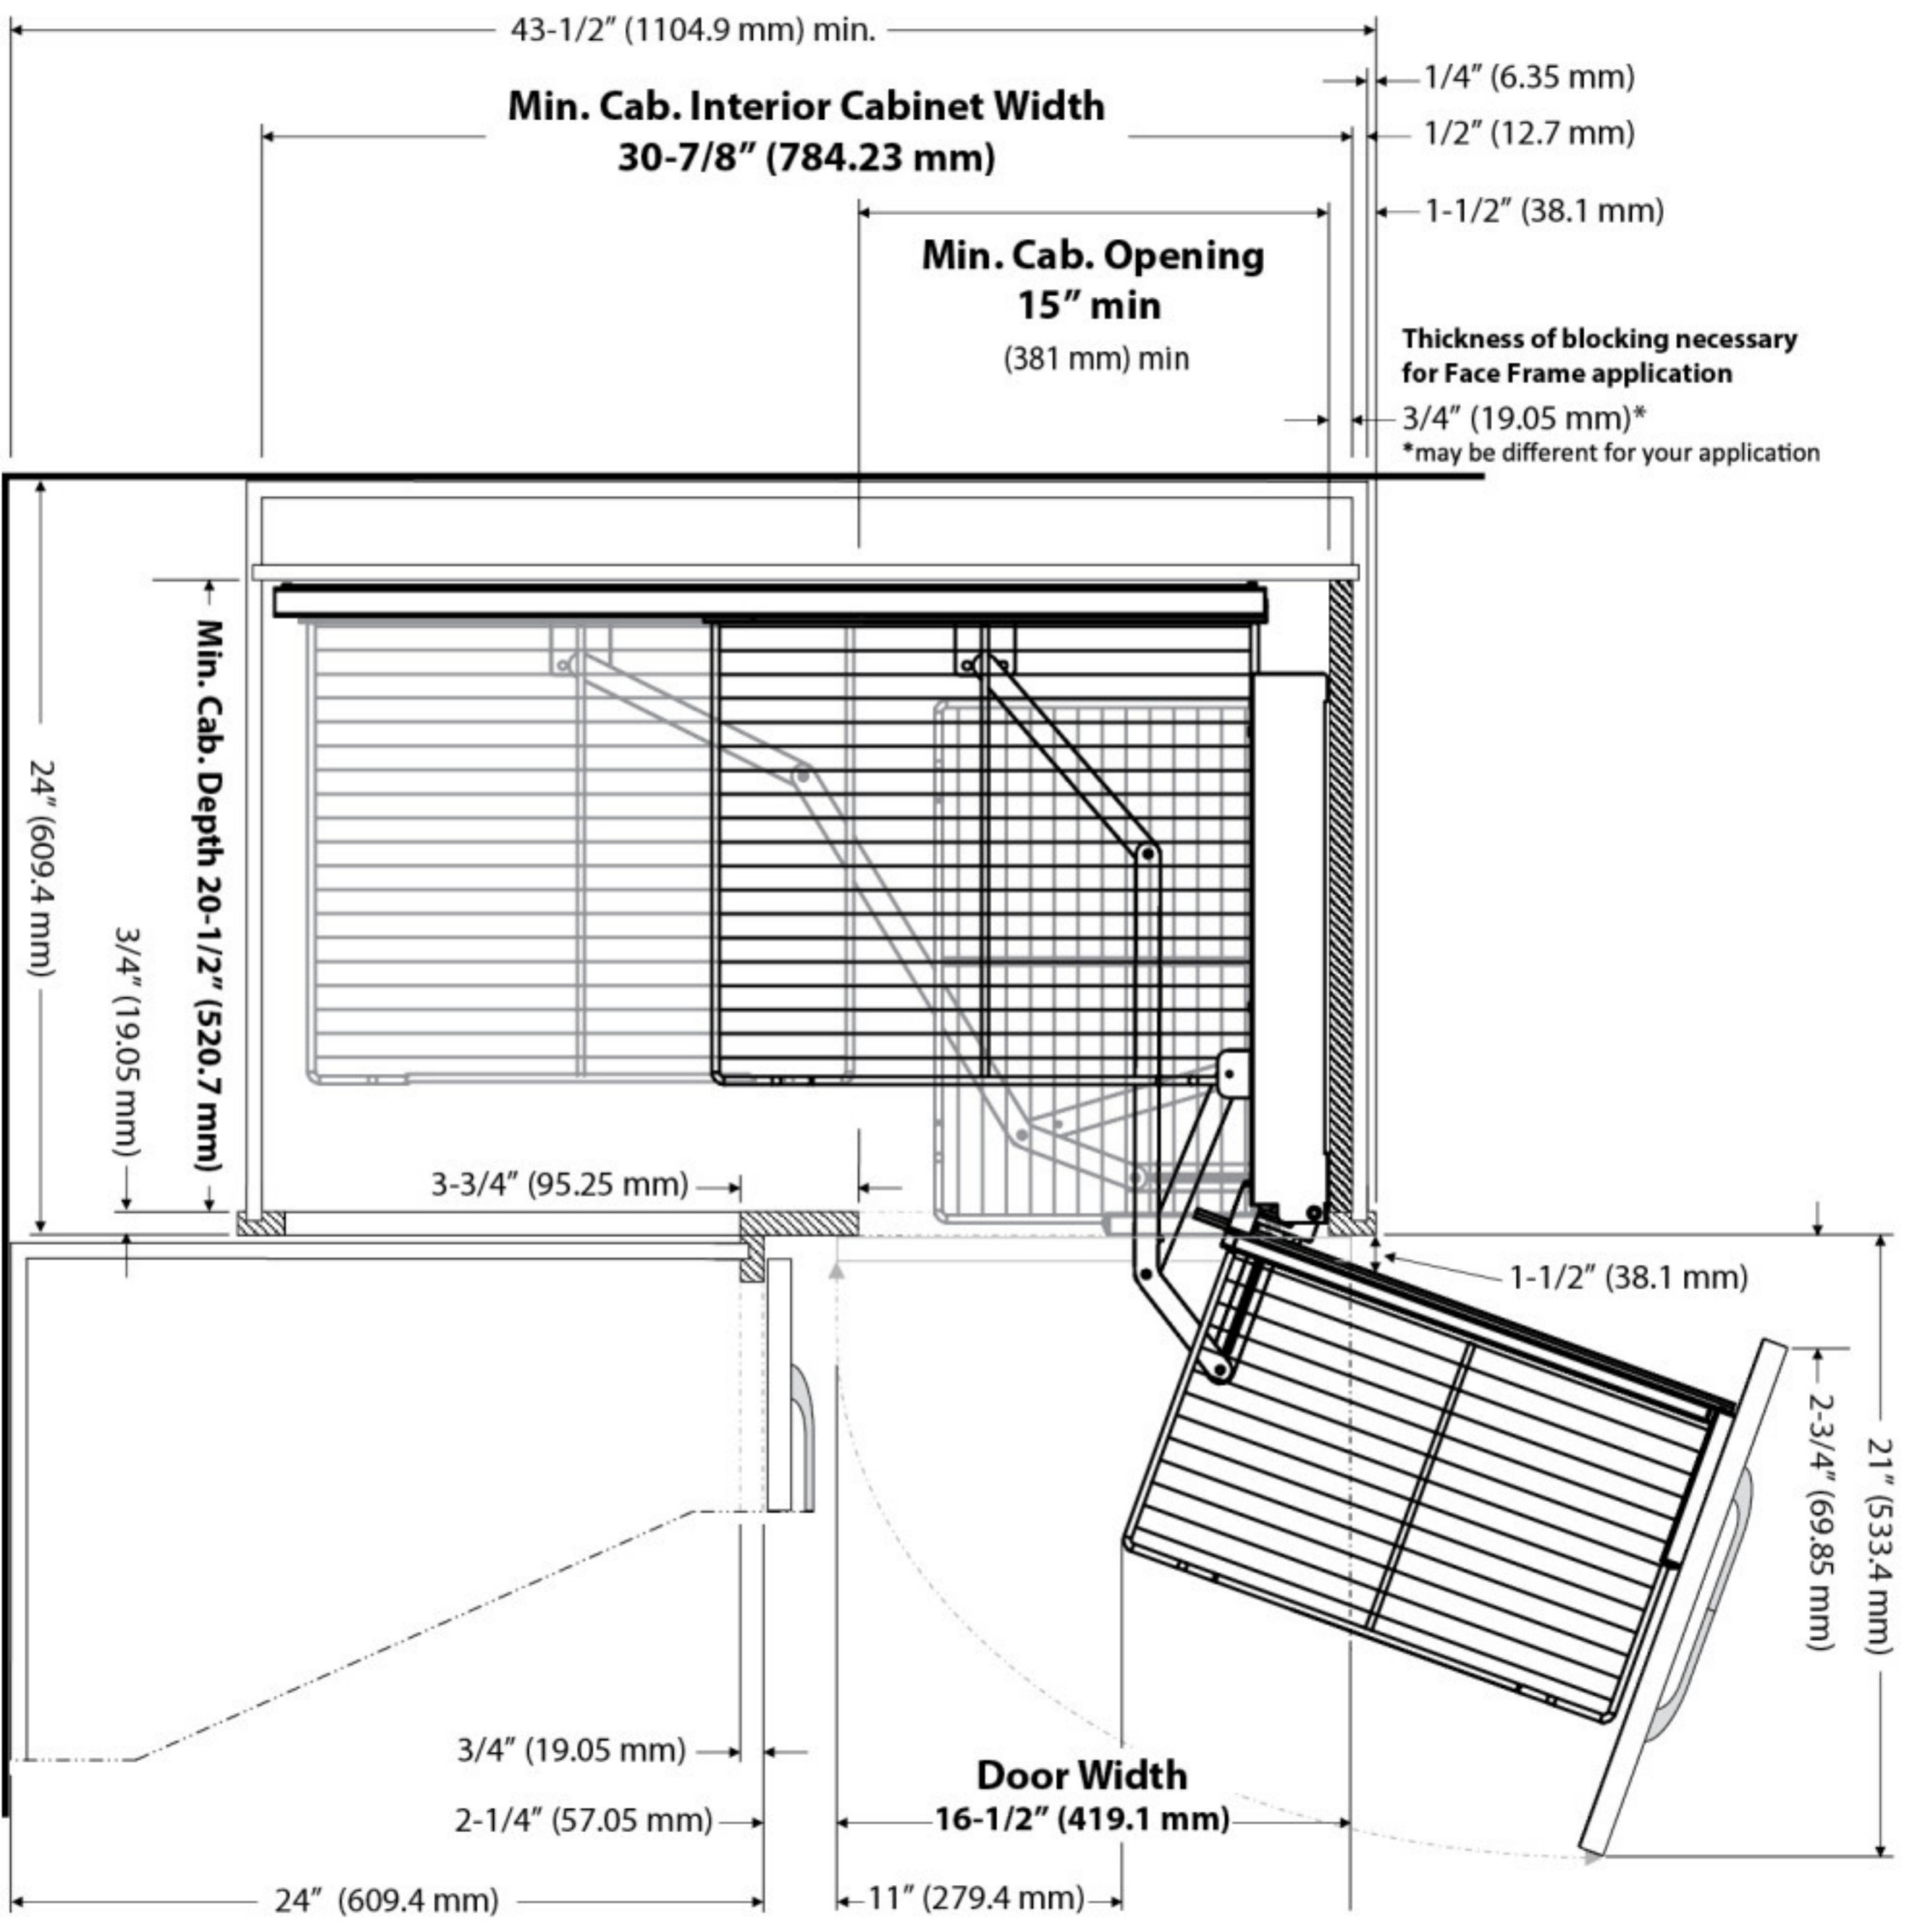 43-1/2” (1104.9 mm) min.
1/4” (6.35 mm)
Min. Cab. Interior Cabinet Width
30-7/8” (784.23 mm)
1/2” (12.7 mm)
1-1/2” (38.1 mm)
Min. Cab. Opening
15” min
(381 mm) min
Thickness of blocking necessary
for Face Frame application
3/4” (19.05 mm)*
*may be different for your application
24” (609.4 mm)
3/4” (19.05 mm)
Min. Cab. Depth 20-1/2” (520.7 mm)
3-3/4” (95.25 mm)
1-1/2” (38.1 mm)
2-3/4” (69.85 mm)
21” (533.4 mm)
3/4” (19.05 mm)
2-1/4” (57.05 mm)
Door Width
16-1/2” (419.1 mm)
24” (609.4 mm)
11” (279.4 mm)